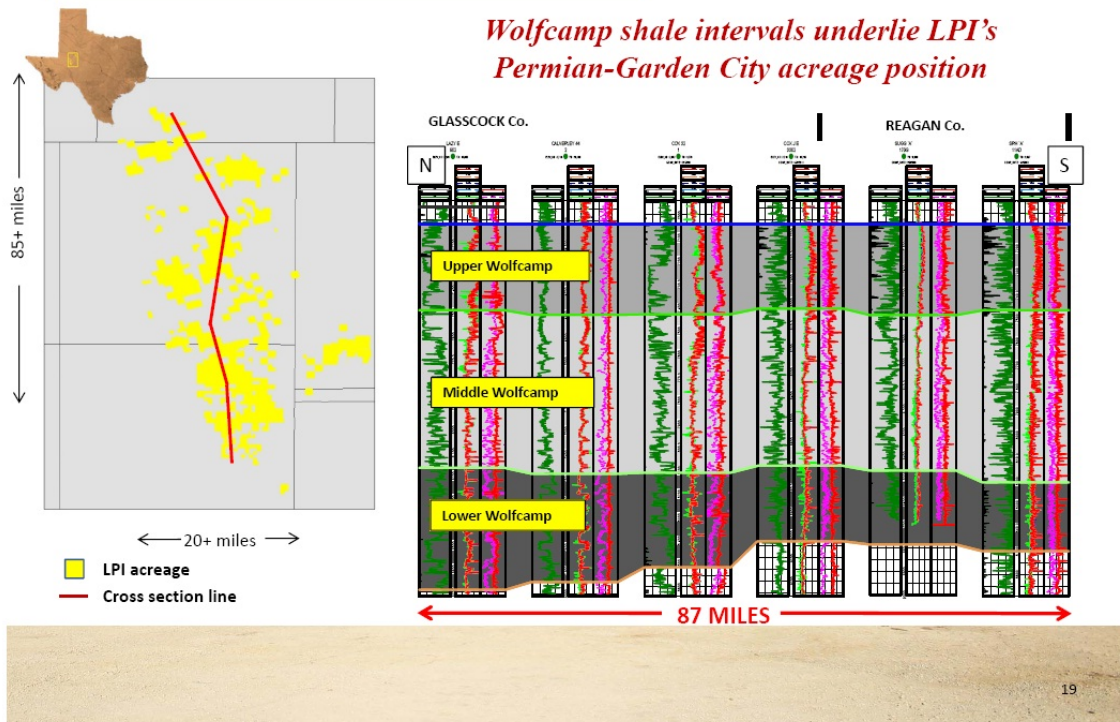 Wolfcamp shale intervals underlie LPI's
Permian-Garden City acreage position
85+ miles
20+ miles
LPI acreage
Cross section line
GLASSCOCK Co.
REAGAN Co.
N
S
Upper Wolfcamp
Middle Wolfcamp
Lower Wolfcamp
87 MILES
19